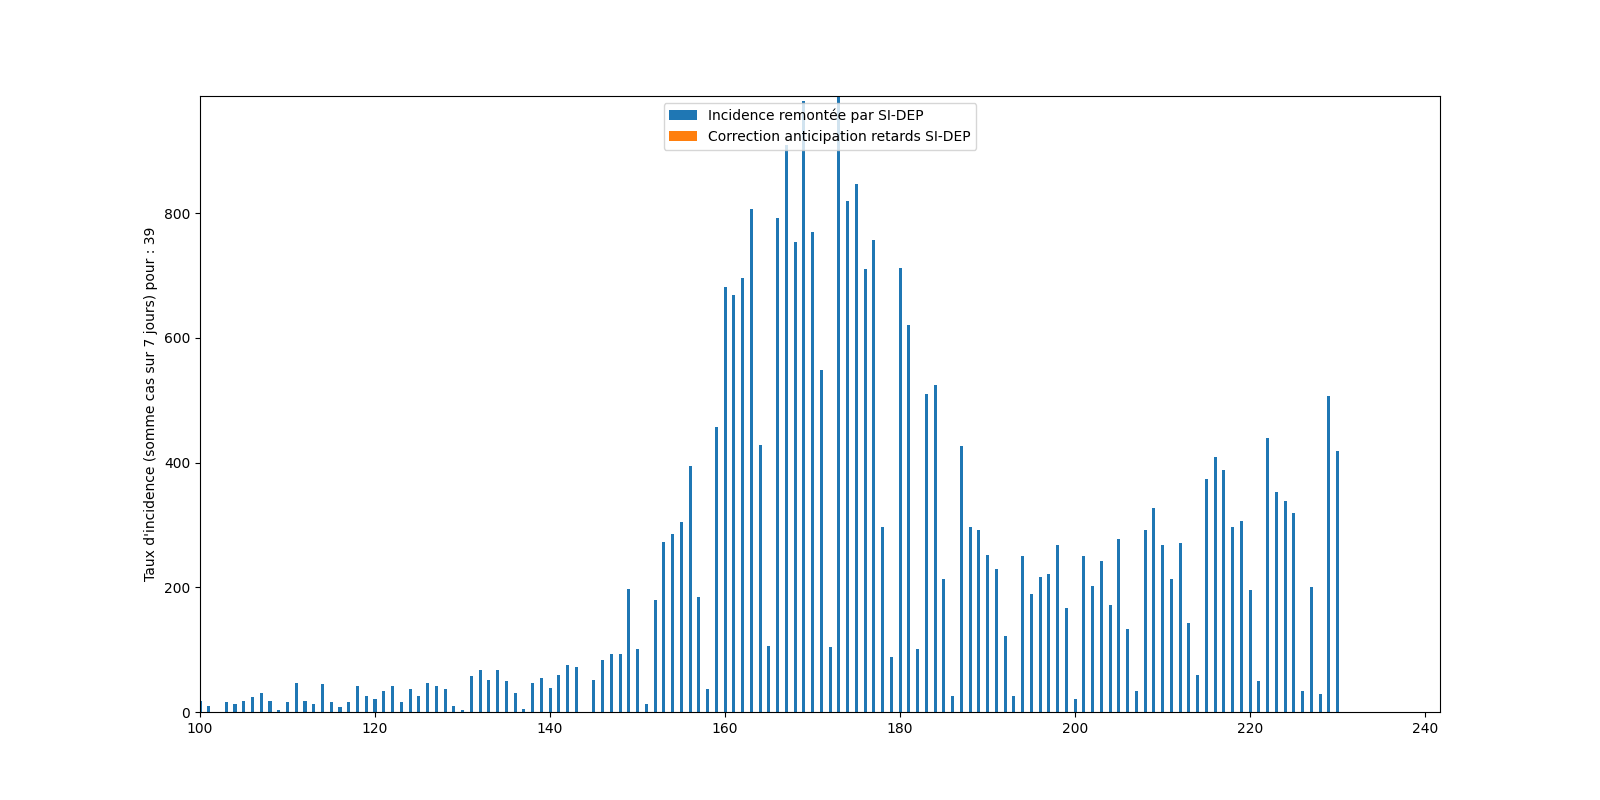 Incidence remontée par SI-DEP
Correction anticipation retards SI-DEP
Taux d'incidence (somme cas sur 7 jours) pour : 39
800
600
400
200
0
100 120 140 160 180 200 220 240